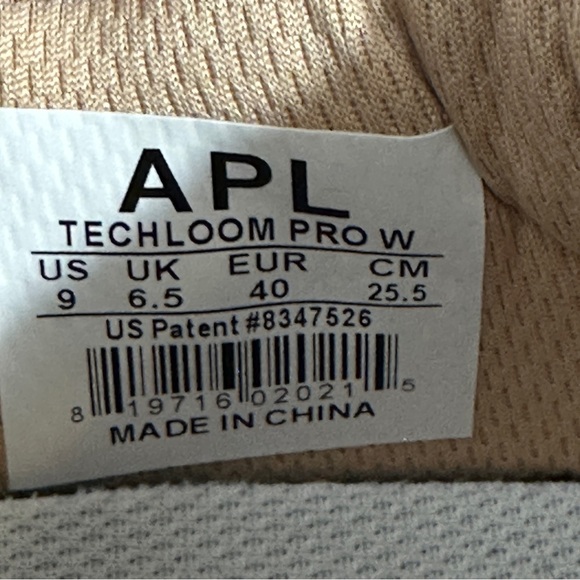 APL
TECHLOOM PRO W
US UK EUR CM
9 6.5 40 25.5
US Patent #8347526
8 19716 02021 5
MADE IN CHINA